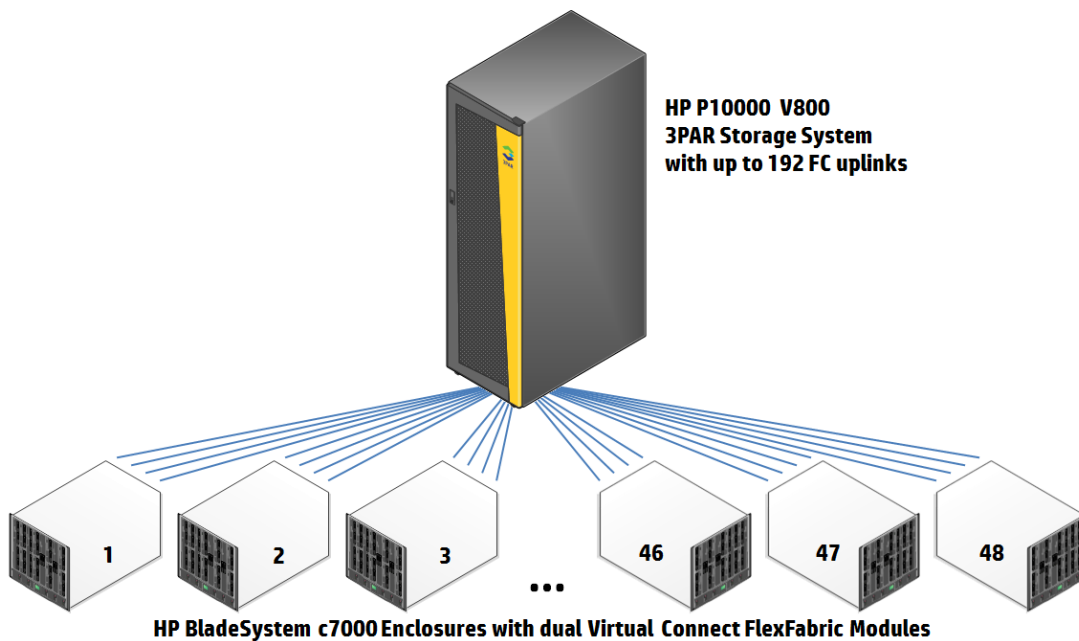 HP P10000 V800
3PAR Storage System
with up to 192 FC uplinks
3PAR
1
2
3
...
46
47
48
HP BladeSystem c7000 Enclosures with dual Virtual Connect FlexFabric Modules